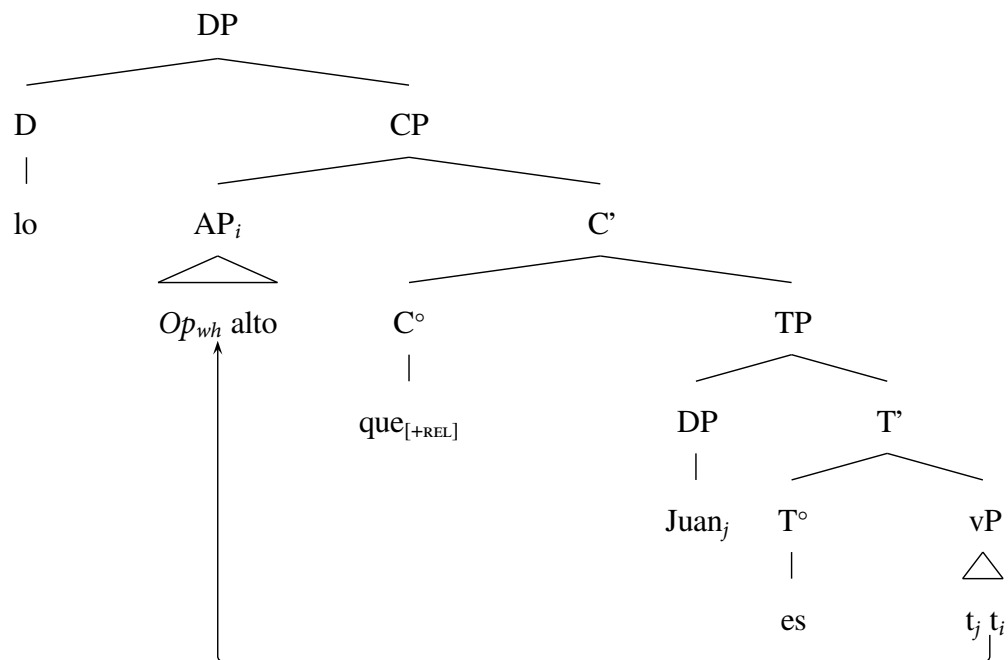 DP
D CP
lo AP_i C’
Op_wh alto C° TP
que_[+REL] DP T’
Juan_j T° vP
es t_j t_i